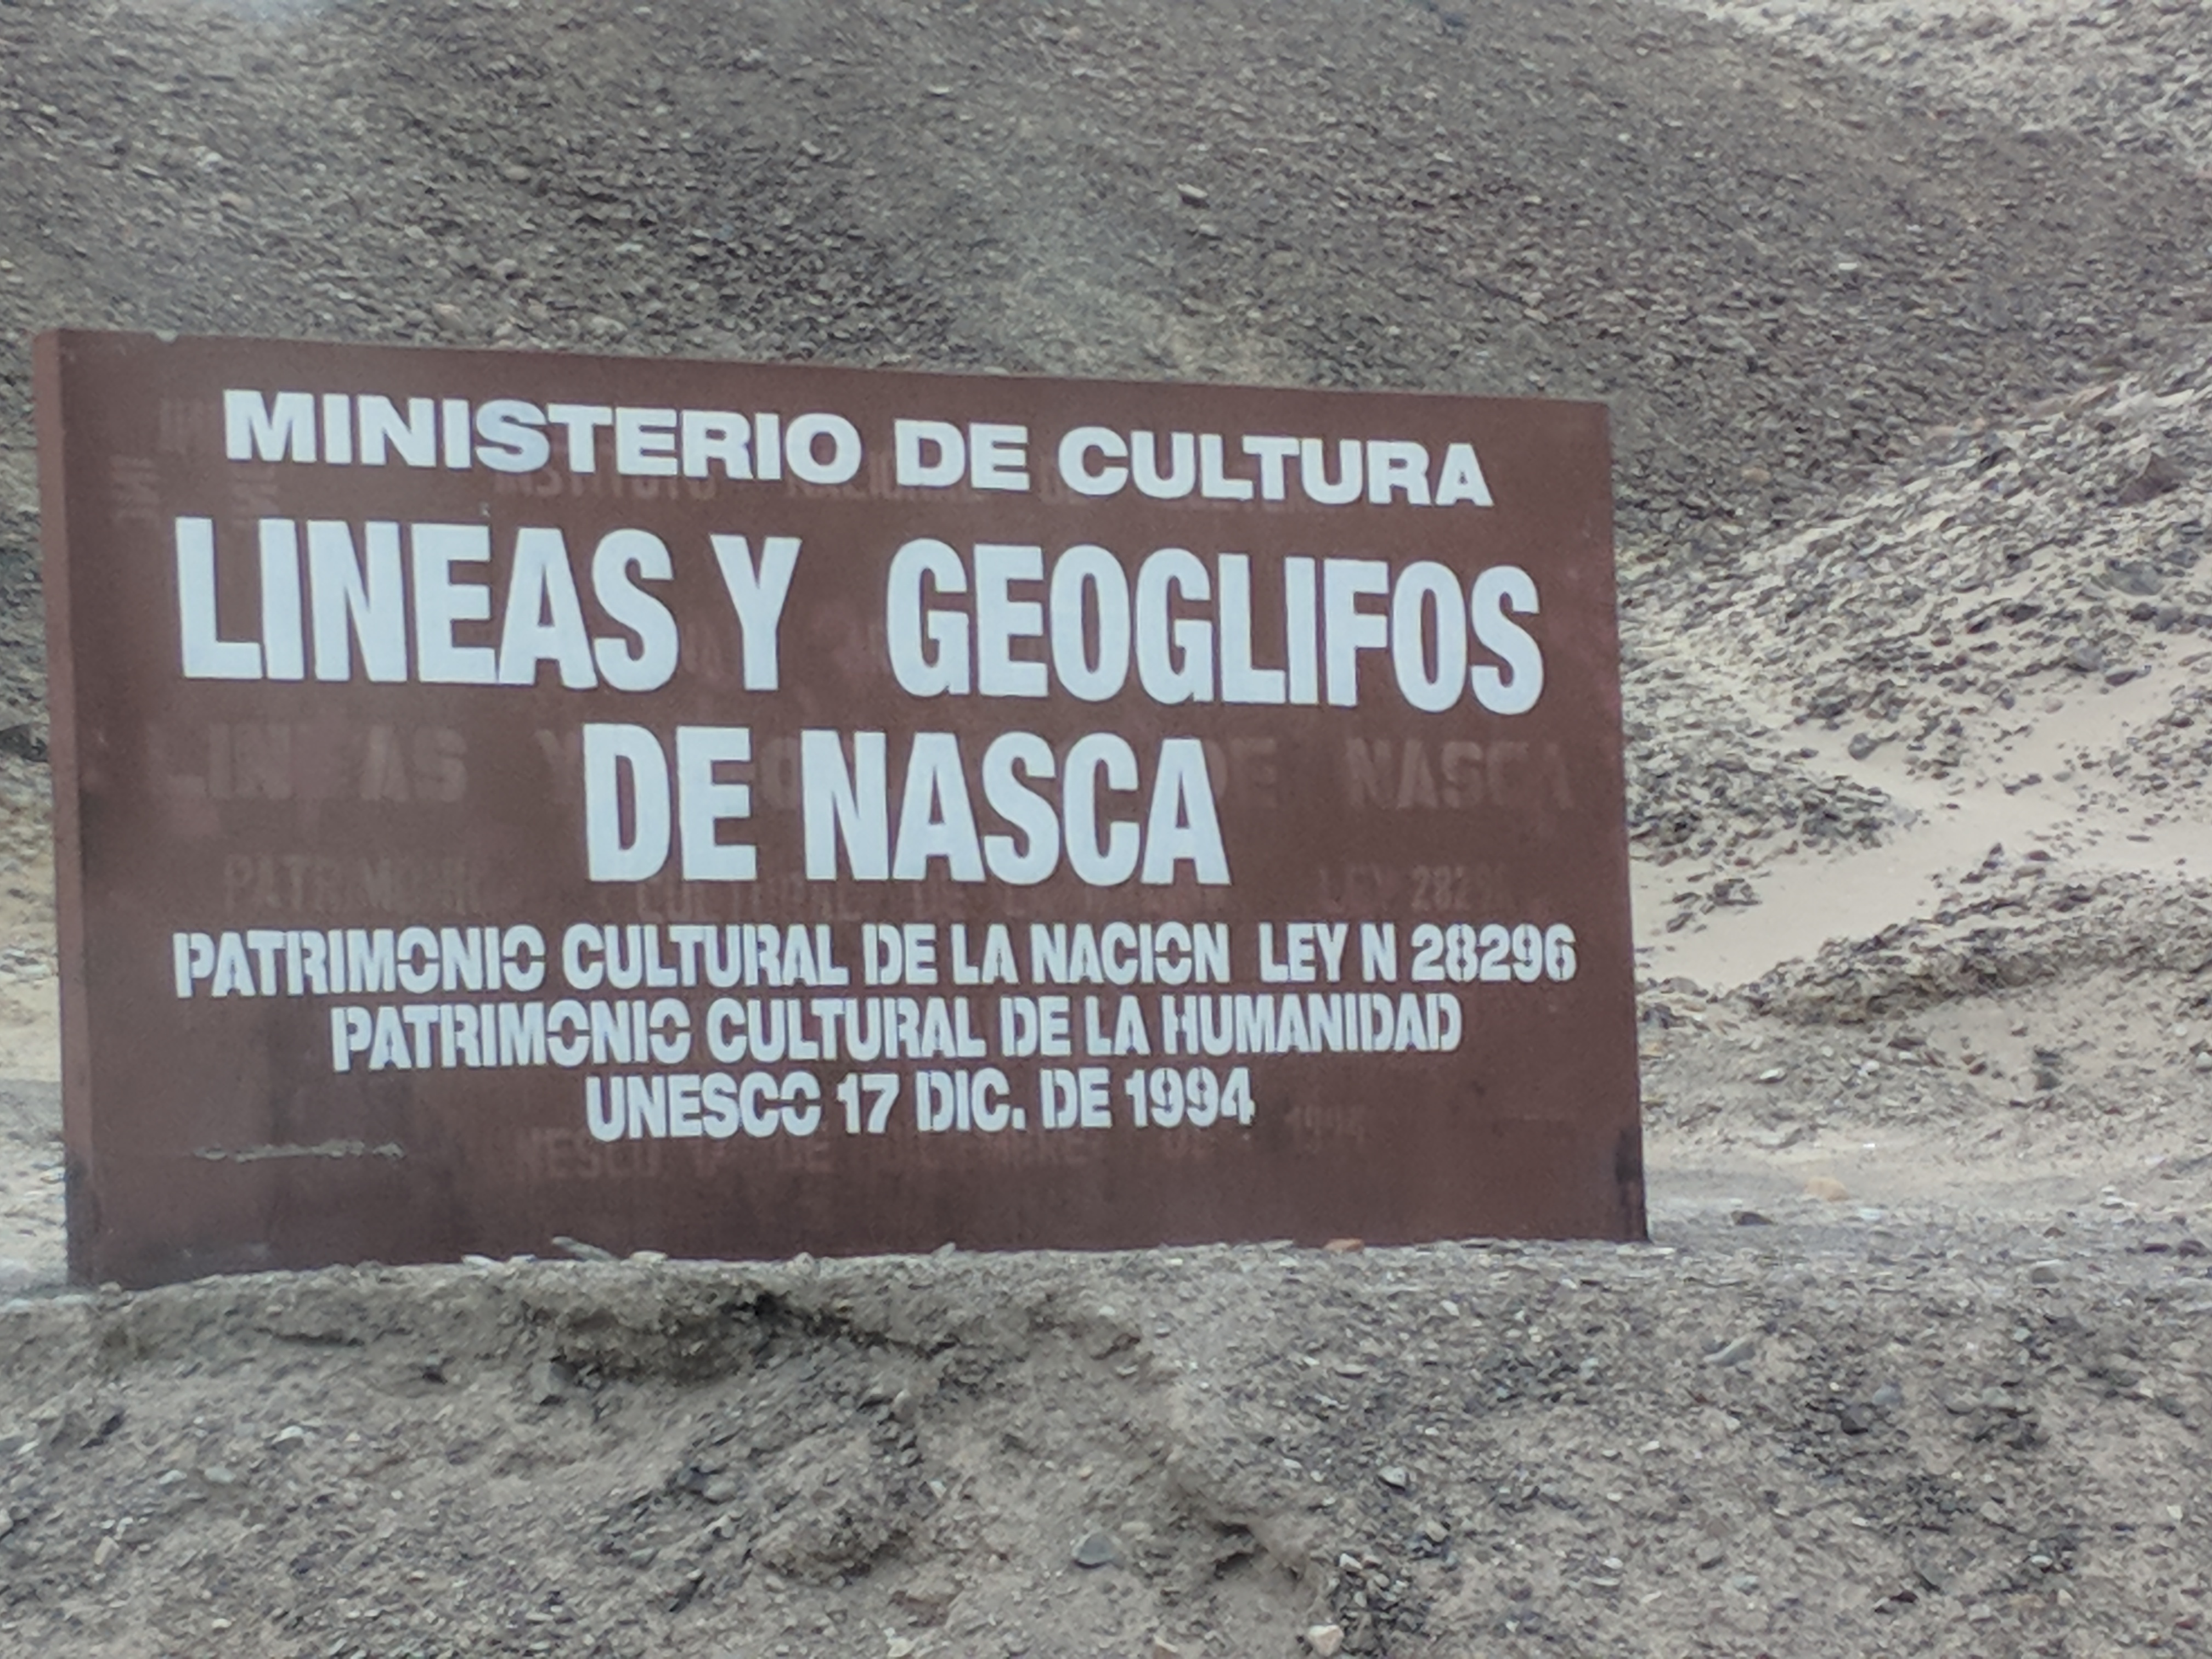 MINISTERIO DE CULTURA
LINEAS Y GEOGLIFOS
DE NASCA
PATRIMONIO CULTURAL DE LA NACION LEY N 28296
PATRIMONIO CULTURAL DE LA HUMANIDAD
UNESCO 17 DIC. DE 1994